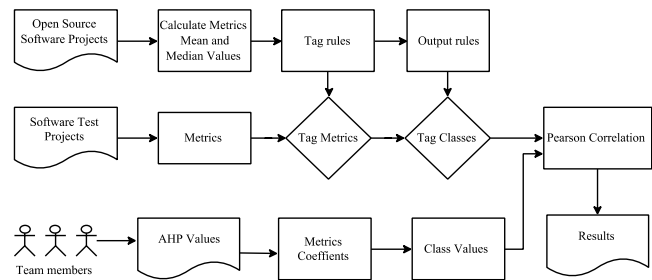 Open Source
Software Projects
Calculate Metrics
Mean and
Median Values
Tag rules
Output rules
Software Test
Projects
Metrics
Tag Metrics
Tag Classes
Pearson Correlation
Team members
AHP Values
Metrics
Coeffients
Class Values
Results